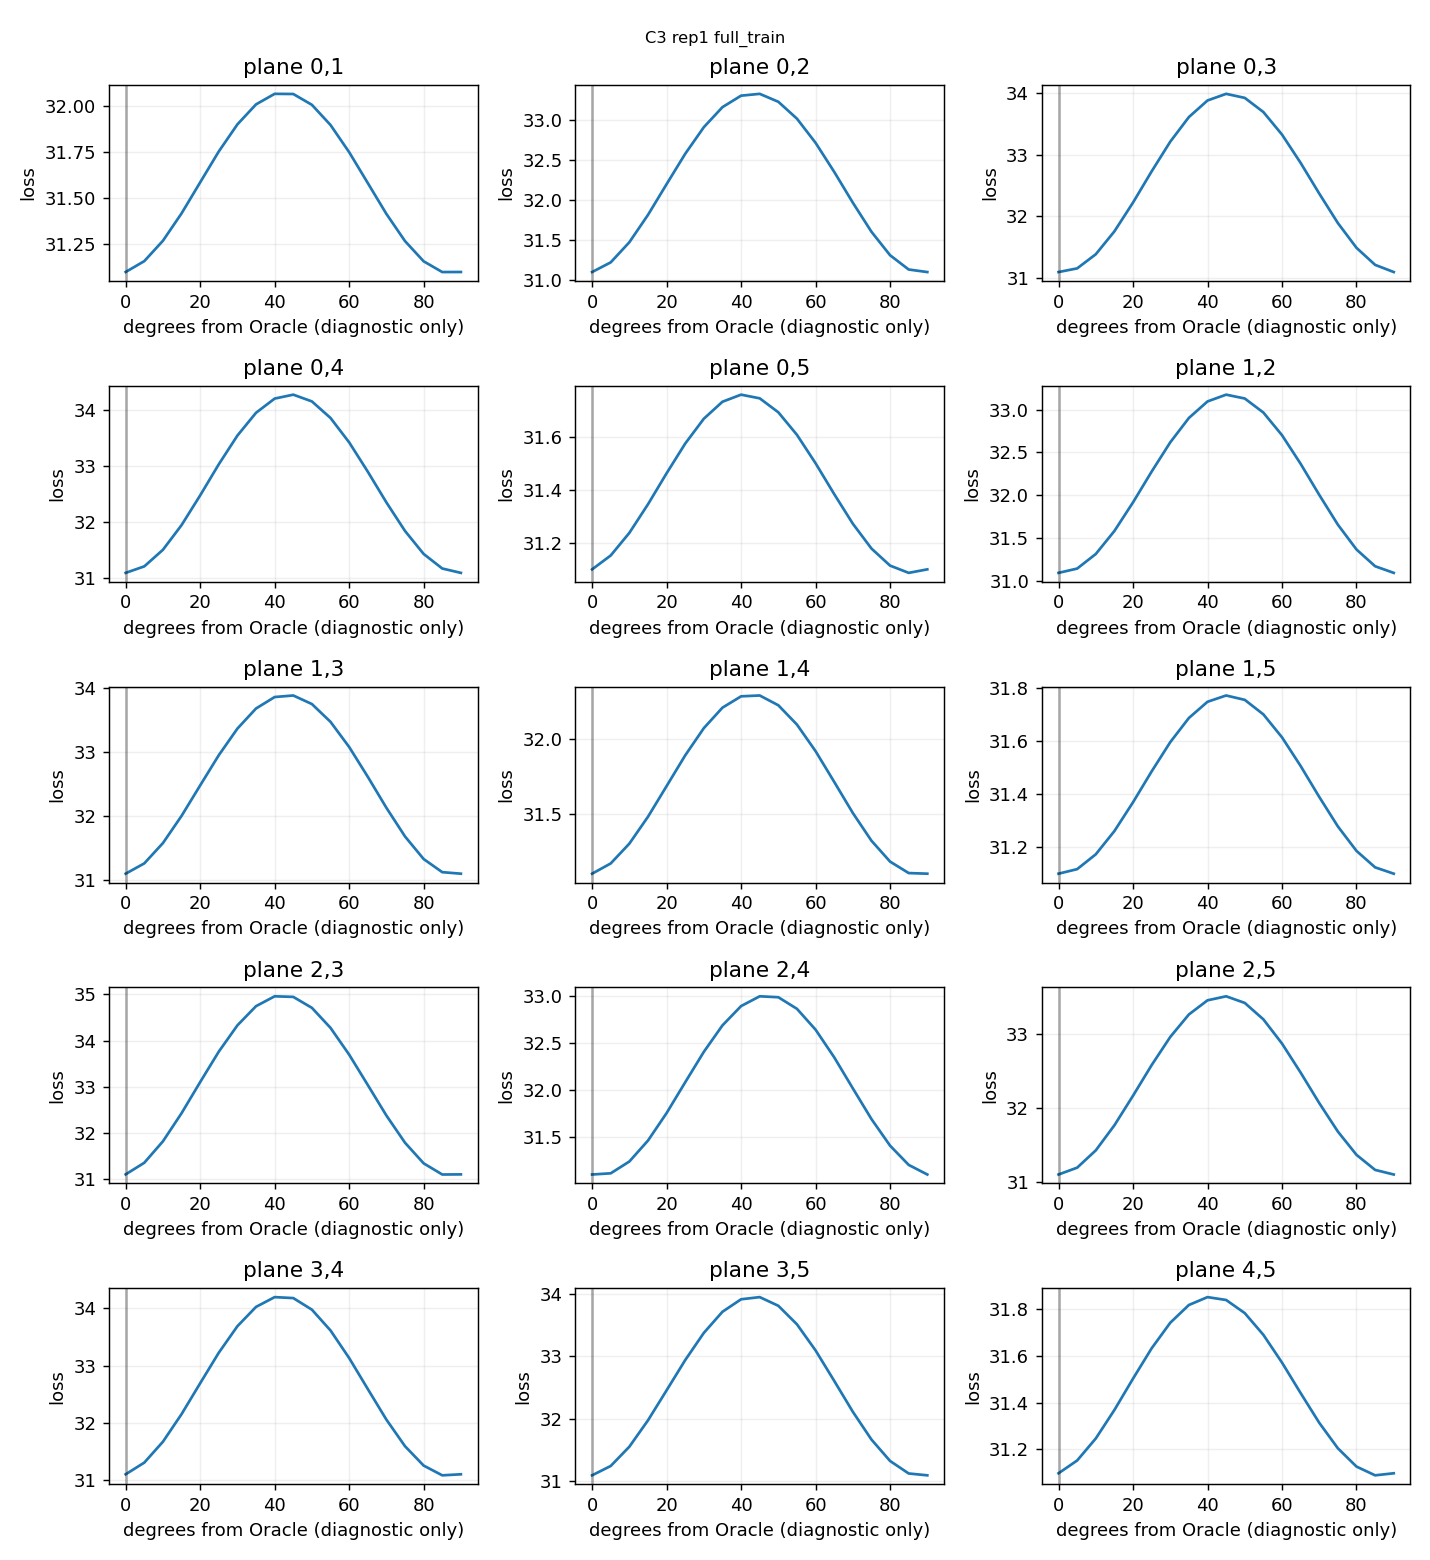 C3 rep1 full_train
plane 0,1
plane 0,2
plane 0,3
32.00
31.75
31.50
31.25
loss
0 20 40 60 80
degrees from Oracle (diagnostic only)
33.0
32.5
32.0
31.5
31.0
loss
0 20 40 60 80
degrees from Oracle (diagnostic only)
34
33
32
31
loss
0 20 40 60 80
degrees from Oracle (diagnostic only)
plane 0,4
plane 0,5
plane 1,2
34
33
32
31
loss
0 20 40 60 80
degrees from Oracle (diagnostic only)
31.6
31.4
31.2
loss
0 20 40 60 80
degrees from Oracle (diagnostic only)
33.0
32.5
32.0
31.5
31.0
loss
0 20 40 60 80
degrees from Oracle (diagnostic only)
plane 1,3
plane 1,4
plane 1,5
34
33
32
31
loss
0 20 40 60 80
degrees from Oracle (diagnostic only)
32.0
31.5
loss
0 20 40 60 80
degrees from Oracle (diagnostic only)
31.8
31.6
31.4
31.2
loss
0 20 40 60 80
degrees from Oracle (diagnostic only)
plane 2,3
plane 2,4
plane 2,5
35
34
33
32
31
loss
0 20 40 60 80
degrees from Oracle (diagnostic only)
33.0
32.5
32.0
31.5
loss
0 20 40 60 80
degrees from Oracle (diagnostic only)
33
32
31
loss
0 20 40 60 80
degrees from Oracle (diagnostic only)
plane 3,4
plane 3,5
plane 4,5
34
33
32
31
loss
0 20 40 60 80
degrees from Oracle (diagnostic only)
34
33
32
31
loss
0 20 40 60 80
degrees from Oracle (diagnostic only)
31.8
31.6
31.4
31.2
loss
0 20 40 60 80
degrees from Oracle (diagnostic only)